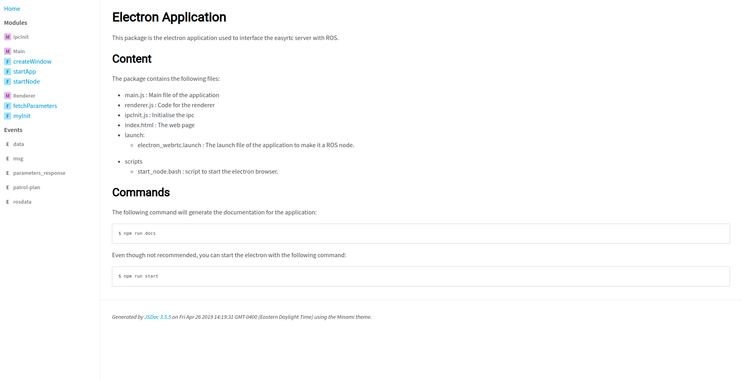 Home
Modules
M ipcinit
M Main
F createWindow
F startApp
F startNode
M Renderer
F fetchParameters
F myInit
Events
E data
E msg
E parameters_response
E patrol-plan
E rosdata
Electron Application
This package is the electron application used to interface the easyrtc server with ROS.
Content
The package contains the following files:
main.js : Main file of the application
renderer.js : Code for the renderer
ipcInit.js : Initialise the ipc
index.html : The web page
launch:
electron_webrtc.launch : The launch file of the application to make it a ROS node.
scripts
start_node.bash : script to start the electron browser.
Commands
The following command will generate the documentation for the application:
$ npm run docs
Even though not recommended, you can start the electron with the following command:
$ npm run start
Generated by JSDoc 3.5.5 on Fri Apr 26 2019 14:19:31 GMT-0400 (Eastern Daylight Time) using the Minami theme.